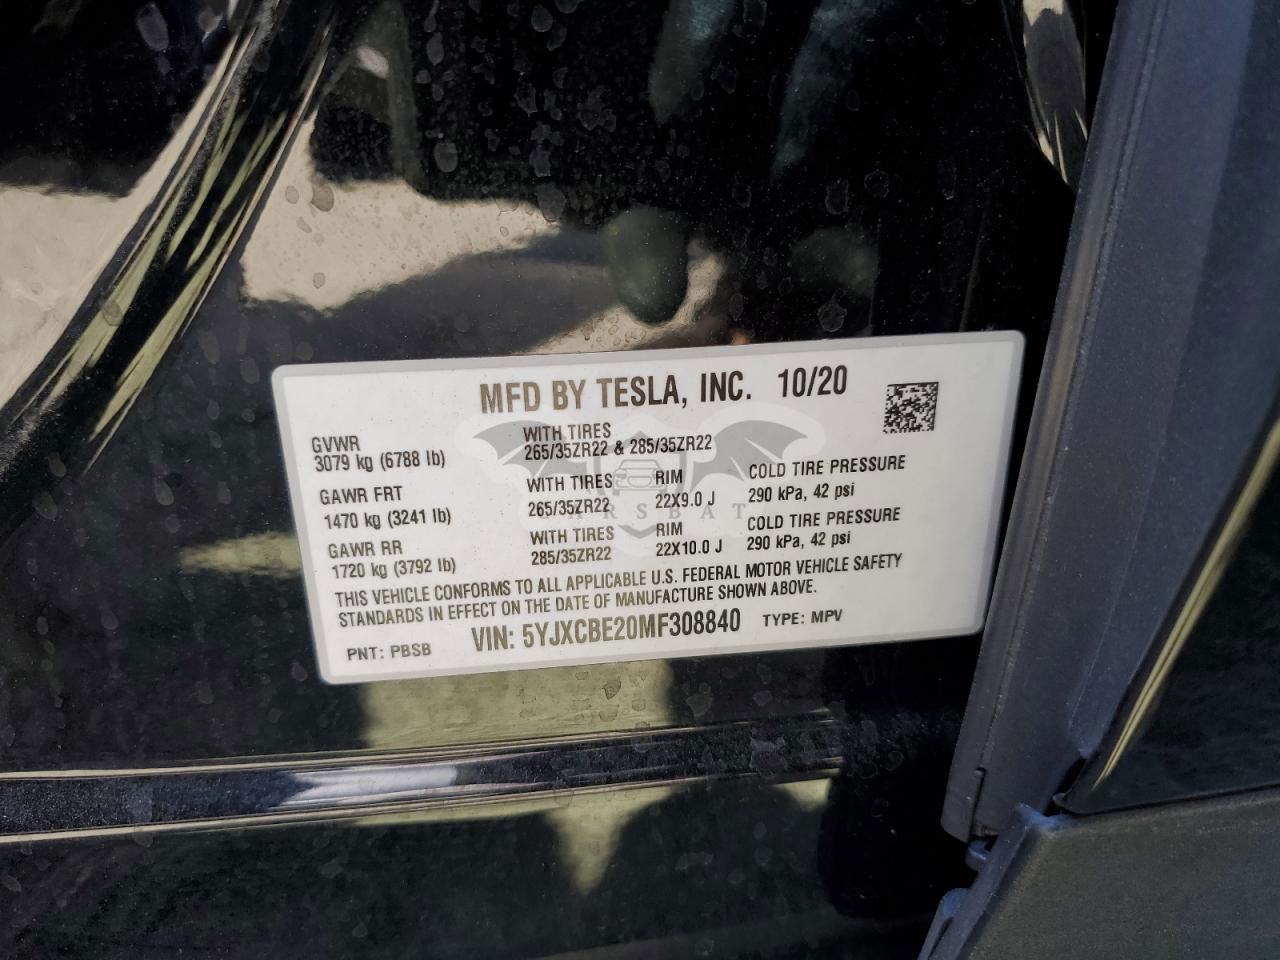 MFD BY TESLA, INC. 10/20
GVWR
3079 kg (6788 lb)
WITH TIRES
265/35ZR22 & 285/35ZR22
GAWR FRT
1470 kg (3241 lb)
WITH TIRES
265/35ZR22
RIM
22X9.0 J
COLD TIRE PRESSURE
290 kPa, 42 psi
GAWR RR
1720 kg (3792 lb)
WITH TIRES
285/35ZR22
RIM
22X10.0 J
COLD TIRE PRESSURE
290 kPa, 42 psi
THIS VEHICLE CONFORMS TO ALL APPLICABLE U.S. FEDERAL MOTOR VEHICLE SAFETY
STANDARDS IN EFFECT ON THE DATE OF MANUFACTURE SHOWN ABOVE.
PNT: PBSB VIN: 5YJXCBE20MF308840 TYPE: MPV
CARSBAT